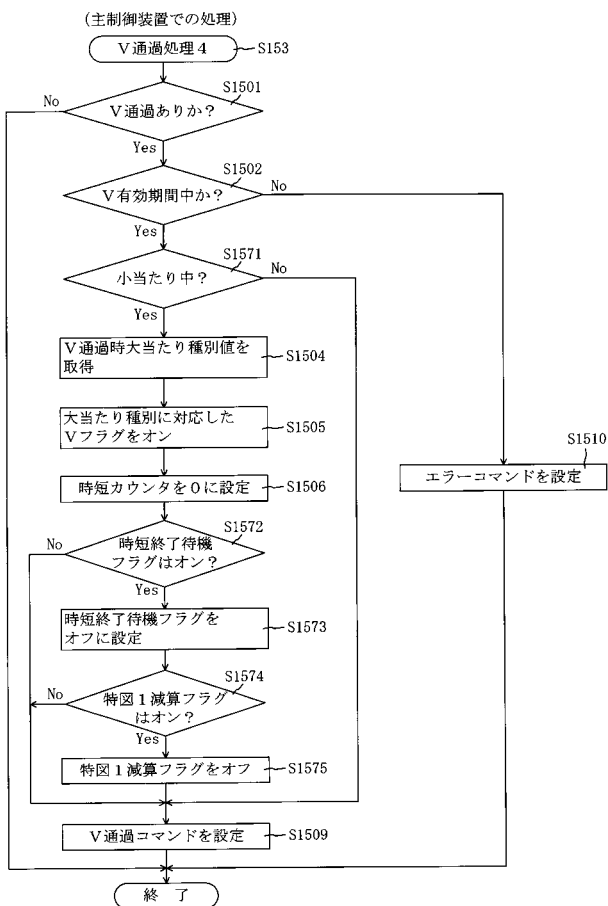 (主制御装置での処理)
V通過処理4
S153
S1501
No
V通過ありか?
Yes
S1502
No
V有効期間中か?
Yes
S1571
No
小当たり中?
Yes
V通過時大当たり種別値を
取得
S1504
大当たり種別に対応した
Vフラグをオン
S1505
S1510
エラーコマンドを設定
時短カウンタを0に設定
S1506
S1572
No
時短終了待機
フラグはオン?
Yes
時短終了待機フラグを
オフに設定
S1573
S1574
No
特図1減算フラグ
はオン?
Yes
特図1減算フラグをオフ
S1575
V通過コマンドを設定
S1509
終 了